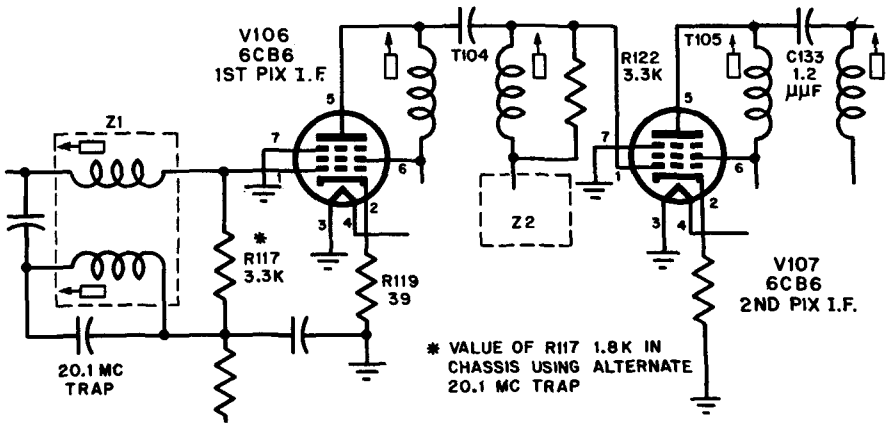 V106
6CB6
1ST PIX I.F.
T104
R122
3.3K
T105
C133
1.2
μμF
5
5
Z1
7
6
7
6
3
4
2
3
4
2
Z2
*
R117
3.3K
R119
39
V107
6CB6
2ND PIX I.F.
20.1 MC
TRAP
* VALUE OF R117 1.8K IN
CHASSIS USING ALTERNATE
20.1 MC TRAP